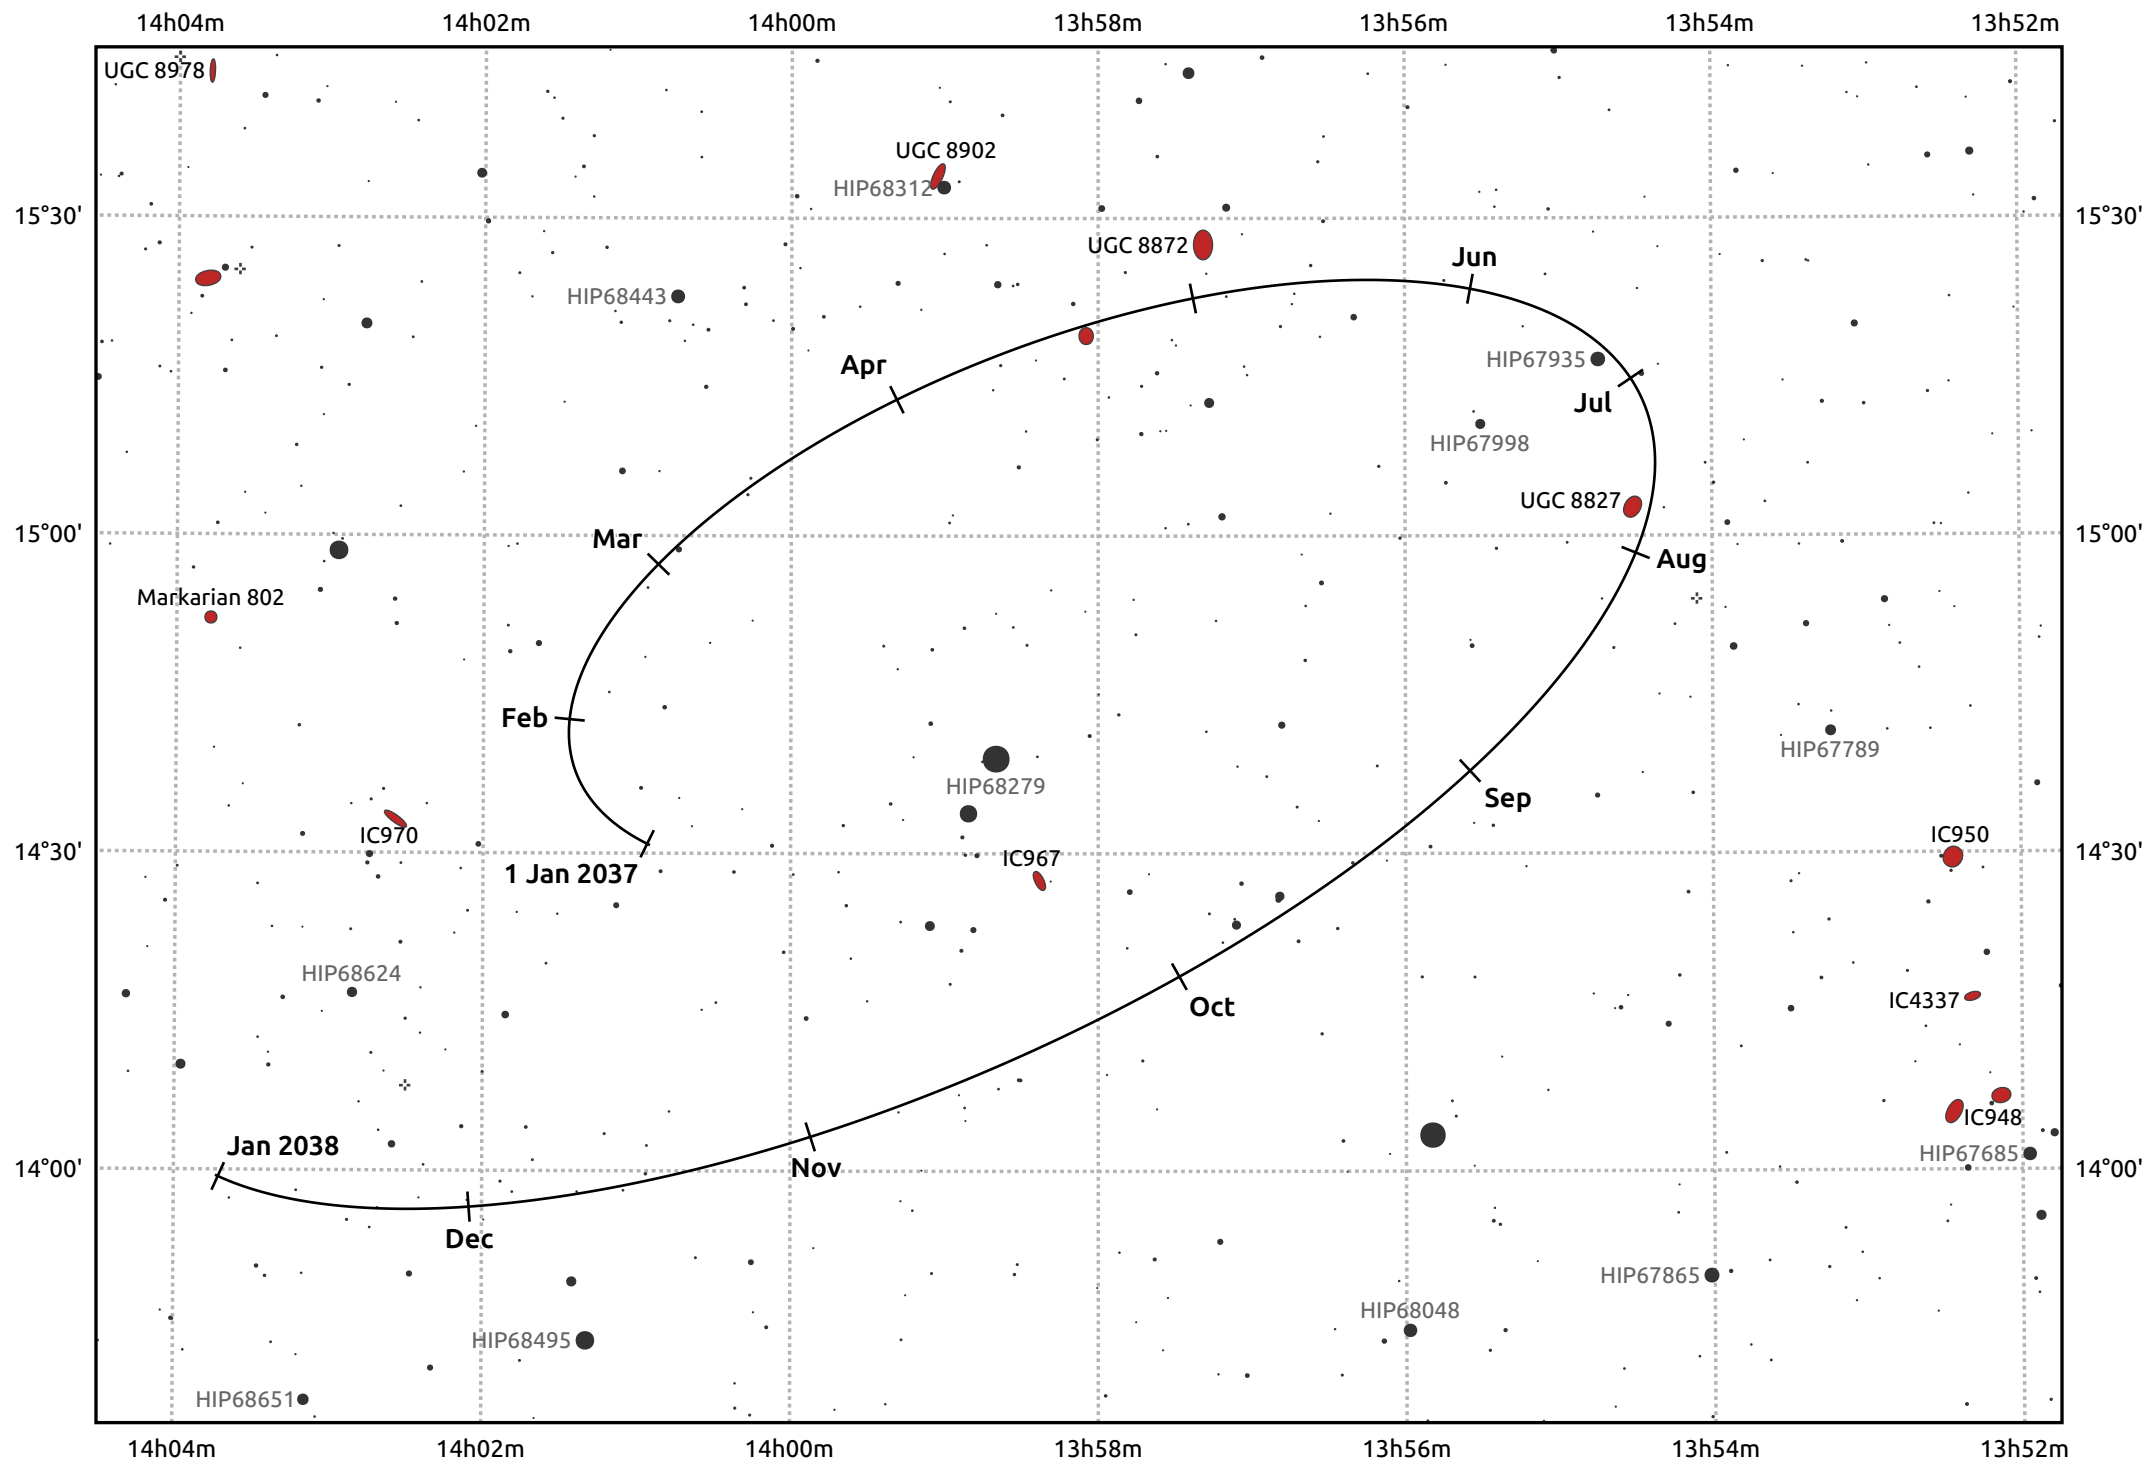 14h04m 14h02m 14h00m 13h58m 13h56m 13h54m 13h52m
UGC 8978
UGC 8902
HIP68312
15°30' 15°30'
UGC 8872
Jun
HIP68443
Apr
HIP67935
Jul
HIP67998
UGC 8827
15°00' 15°00'
Mar
Aug
Markarian 802
Feb
HIP67789
HIP68279
Sep
IC970
IC950
14°30' 14°30'
IC967
1 Jan 2037
HIP68624
IC4337
Oct
IC948
Jan 2038
HIP67685
14°00' 14°00'
Nov
Dec
HIP67865
HIP68048
HIP68495
HIP68651
14h04m 14h02m 14h00m 13h58m 13h56m 13h54m 13h52m